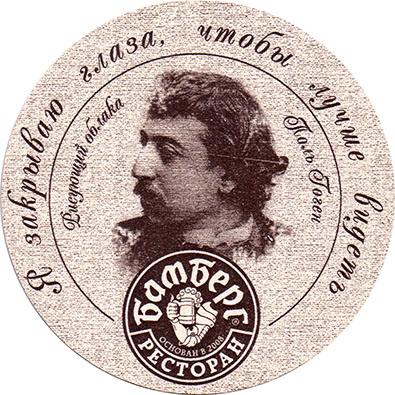 Я закрываю глаза, чтобы лучше видеть
Рисующий облака
Поль Гоген
Бамберг
®
ОСНОВАН В 2008
РЕСТОРАН